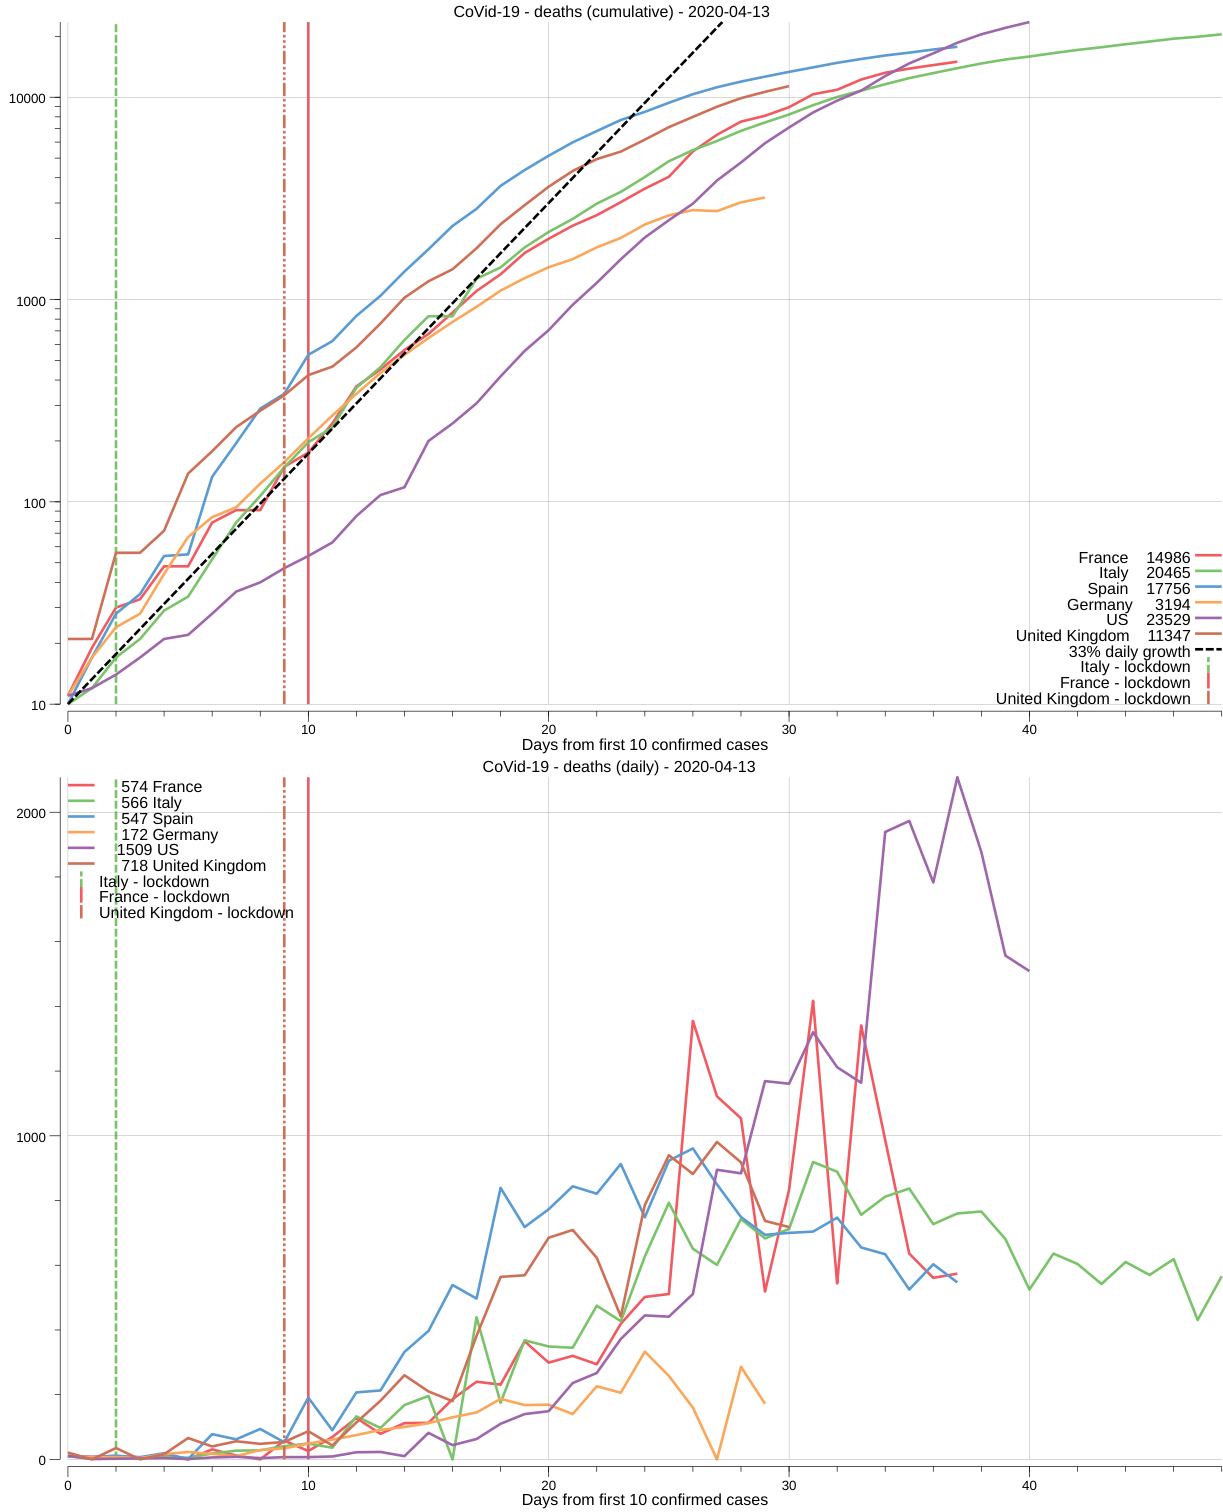 CoVid-19 - deaths (cumulative) - 2020-04-13
10000
1000
100
10
France 14986
Italy 20465
Spain 17756
Germany 3194
US 23529
United Kingdom 11347
33% daily growth
Italy - lockdown
France - lockdown
United Kingdom - lockdown
0 10 20 30 40
Days from first 10 confirmed cases
CoVid-19 - deaths (daily) - 2020-04-13
574 France
566 Italy
547 Spain
172 Germany
1509 US
718 United Kingdom
Italy - lockdown
France - lockdown
United Kingdom - lockdown
2000
1000
0
0 10 20 30 40
Days from first 10 confirmed cases